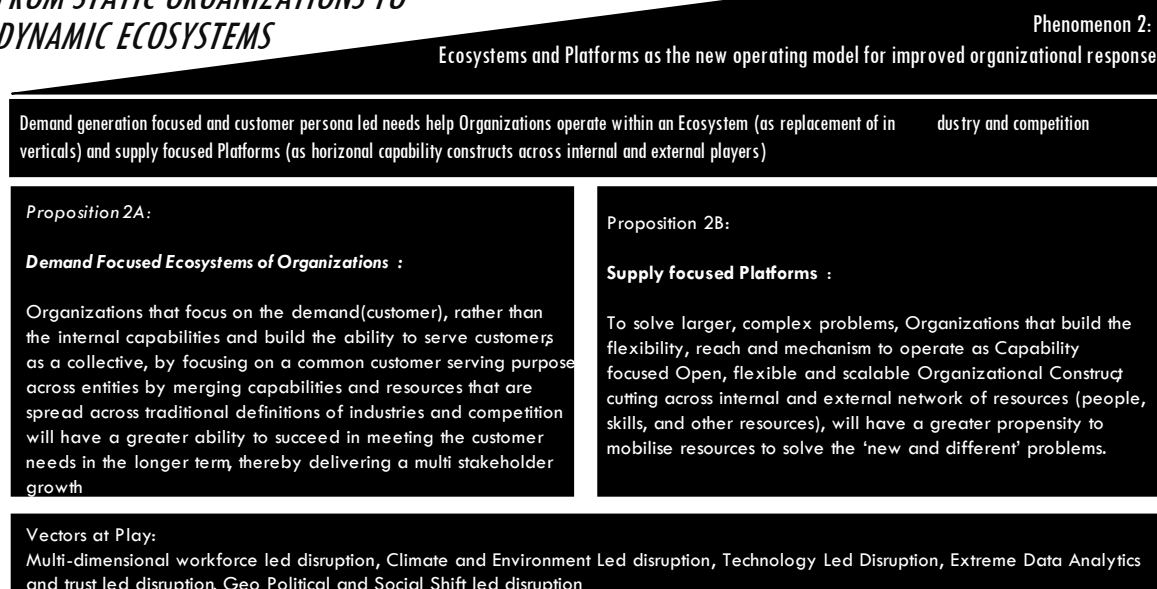 FROM STATIC ORGANIZATIONS TO
DYNAMIC ECOSYSTEMS
Phenomenon 2:
Ecosystems and Platforms as the new operating model for improved organizational response
Demand generation focused and customer persona led needs help Organizations operate within an Ecosystem (as replacement of in dustry and competition
verticals) and supply focused Platforms (as horizonal capability constructs across internal and external players)
Proposition 2A:
Demand Focused Ecosystems of Organizations :
Organizations that focus on the demand(customer), rather than
the internal capabilities and build the ability to serve customers,
as a collective, by focusing on a common customer serving purpose
across entities by merging capabilities and resources that are
spread across traditional definitions of industries and competition
will have a greater ability to succeed in meeting the customer
needs in the longer term, thereby delivering a multi stakeholder
growth
Proposition 2B:
Supply focused Platforms :
To solve larger, complex problems, Organizations that build the
flexibility, reach and mechanism to operate as Capability
focused Open, flexible and scalable Organizational Construct,
cutting across internal and external network of resources (people,
skills, and other resources), will have a greater propensity to
mobilise resources to solve the ‘new and different’ problems.
Vectors at Play:
Multi-dimensional workforce led disruption, Climate and Environment Led disruption, Technology Led Disruption, Extreme Data Analytics
and trust led disruption, Geo Political and Social Shift led disruption